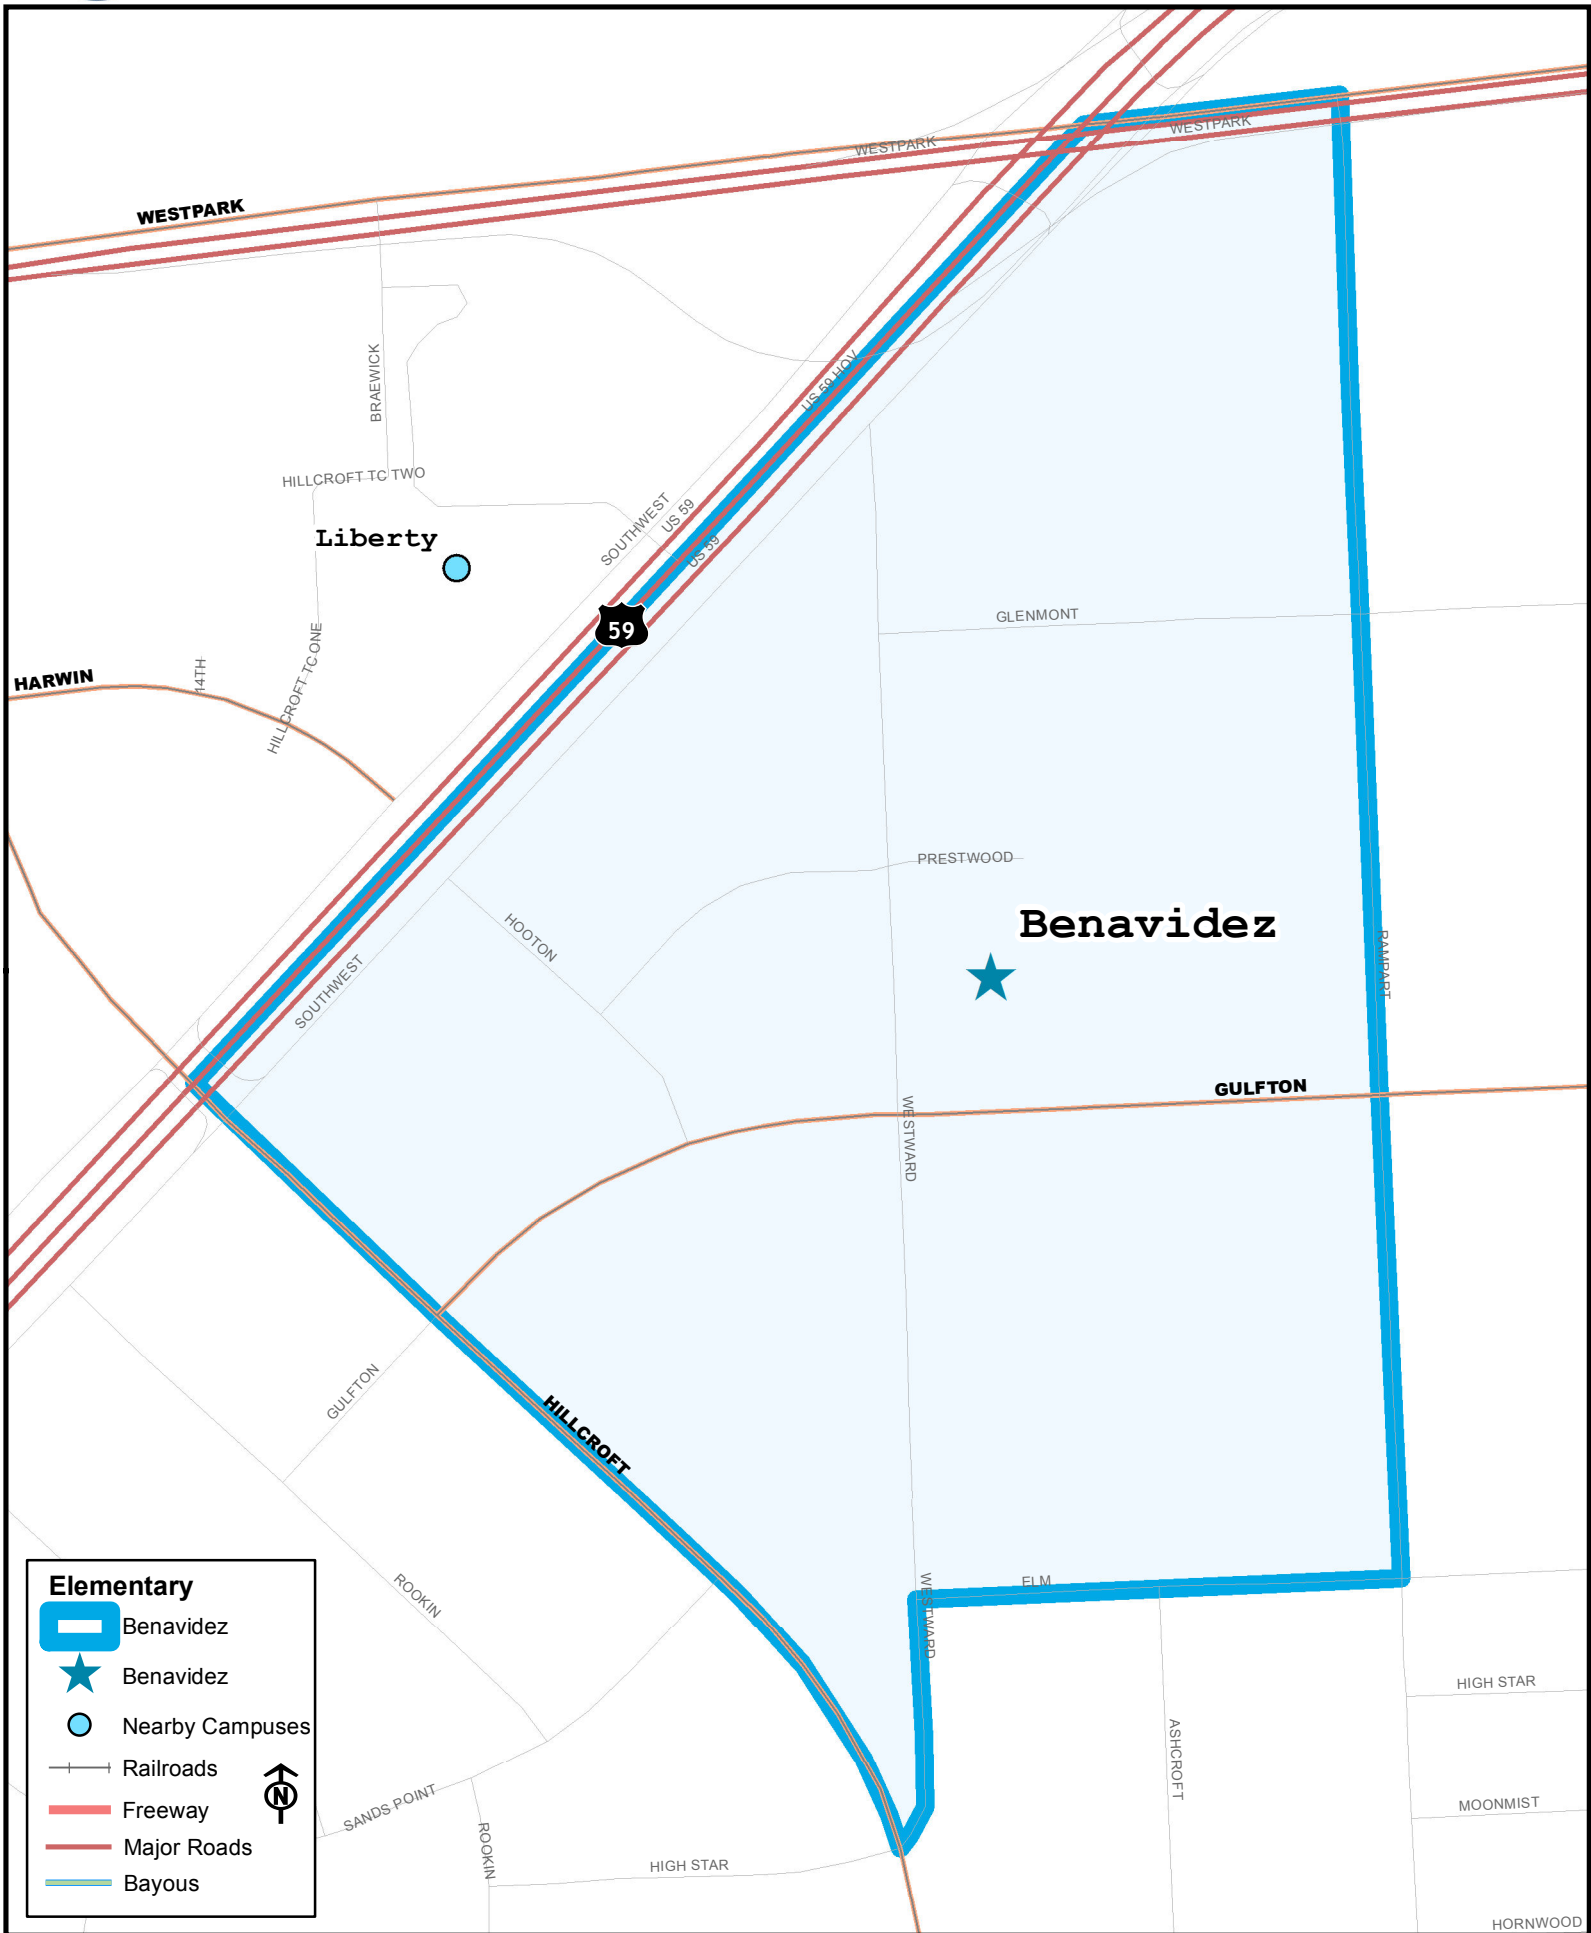 WESTPARK
WESTPARK
WESTPARK
BRAEWICK
US 59 HOV
HILLCROFT TC TWO
SOUTHWEST
US 59
US 59
Liberty
59
GLENMONT
HARWIN
14TH
HILLCROFT TC ONE
PRESTWOOD
Benavidez
HOOTON
RAMPART
SOUTHWEST
GULFTON
WESTWARD
GULFTON
HILLCROFT
ROOKIN
WESTWARD
ELM
HIGH STAR
ASHCROFT
SANDS POINT
MOONMIST
ROOKIN
HIGH STAR
HORNWOOD
Elementary
Benavidez
Benavidez
Nearby Campuses
Railroads
N
Freeway
Major Roads
Bayous